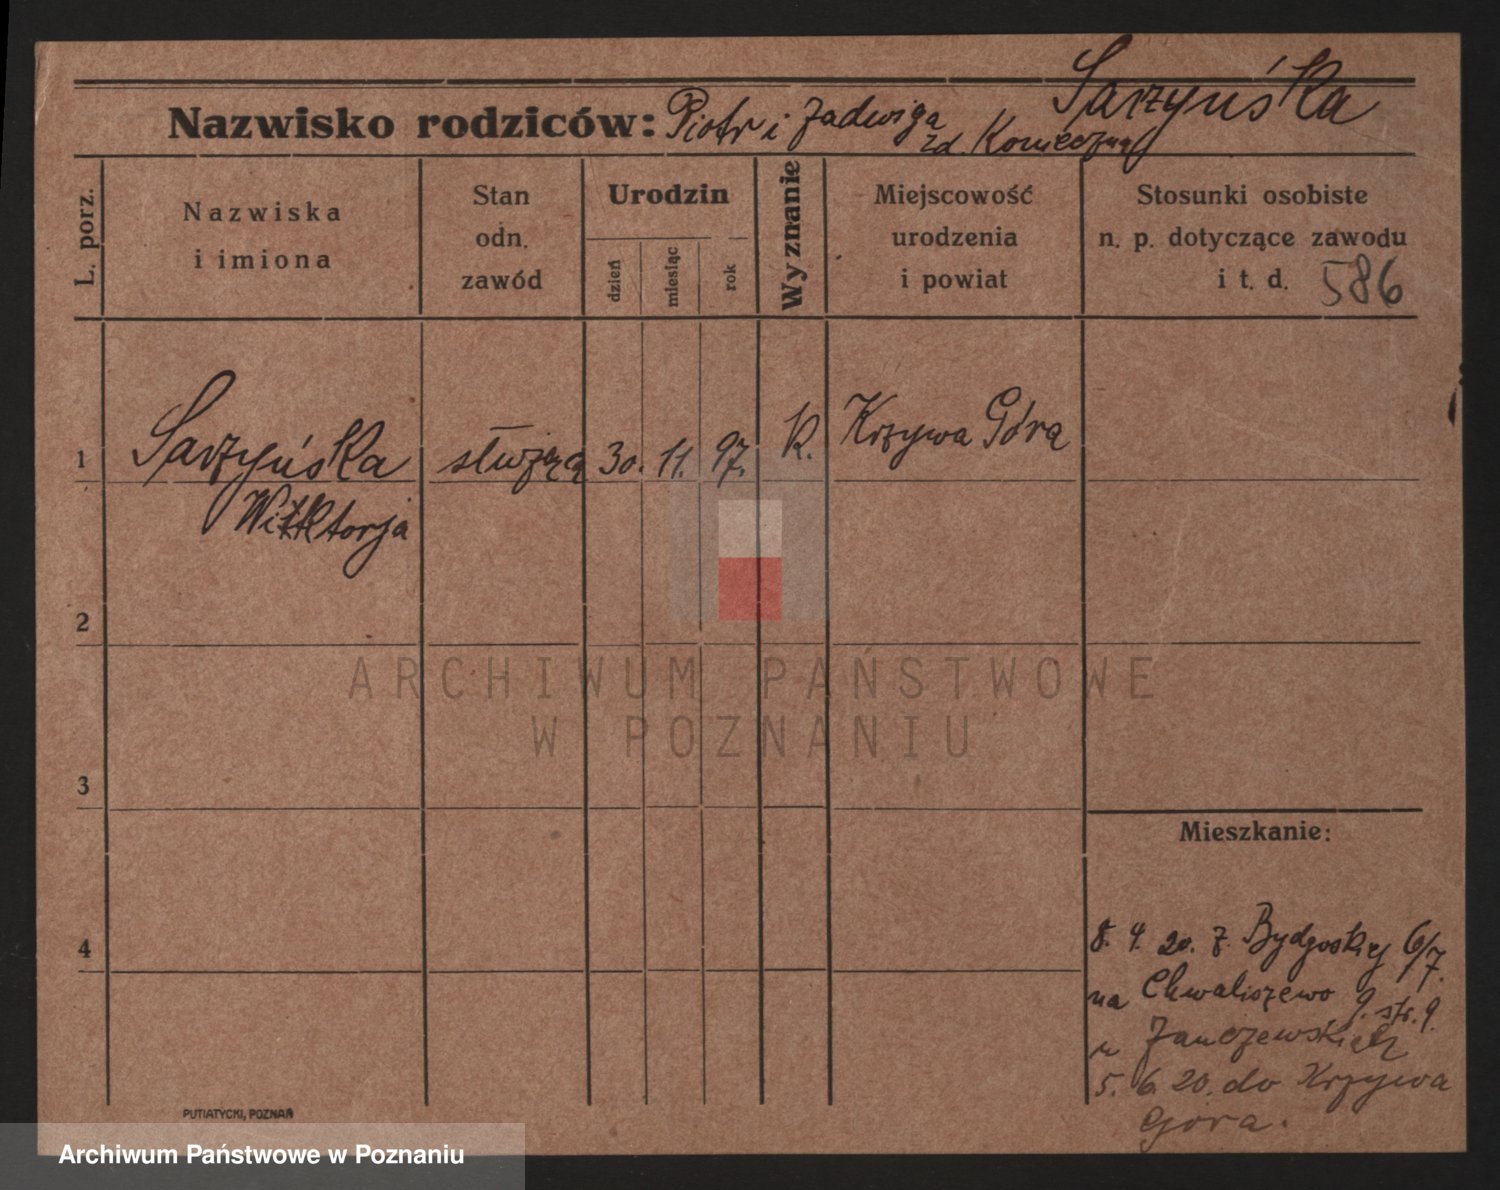 Sarzyńska
Nazwisko rodziców: Piotr i Jadwiga
zd. Konieczna
L. porz.
Nazwiska
i imiona
Stan
odn.
zawód
Urodzin
dzień
miesiąc
rok
Wyznanie
Miejscowość
urodzenia
i powiat
Stosunki osobiste
n. p. dotyczące zawodu
i t. d. 586
1 Sarzyńska służąca 30. 11. 97. K. Krzywa Góra
Wiktorja
2
3
4
Mieszkanie:
8. 4. 20. z. Bydgoskiej 6/7.
na Chwaliszewo 9. str. 9.
u Janczewskich
5. 6. 20. do Krzywa
Góra.
PUTIATYCKI, POZNAŃ
ARCHIWUM PAŃSTWOWE
W POZNANIU
Archiwum Państwowe w Poznaniu